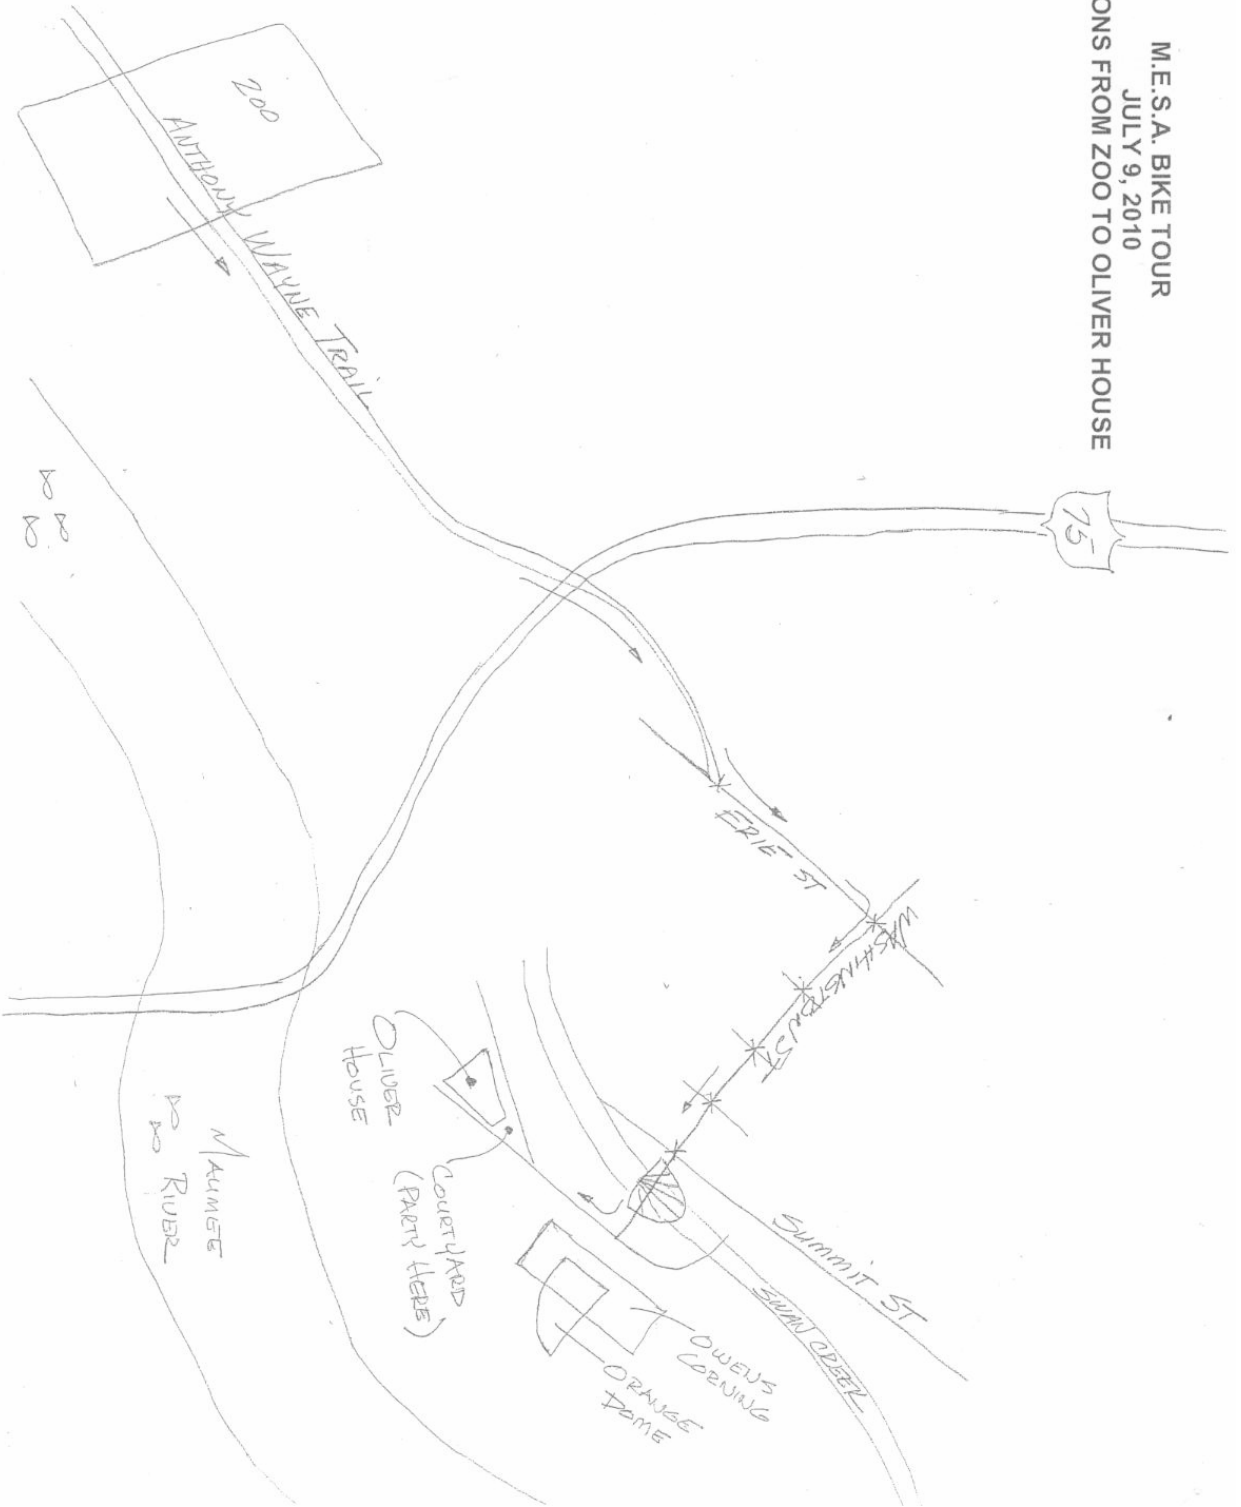 M.E.S.A. BIKE TOUR
JULY 9, 2010
ONS FROM ZOO TO OLIVER HOUSE
ZOO
ANTHONY WAYNE TRAIL
75
ERIE ST
WASHINGTON ST
SUMMIT ST
SWAN CREEK
OWENS
CORNING
ORANGE
DOME
OLIVER
HOUSE
COURTYARD
(PARTY HERE)
MAUMEE
RIVER